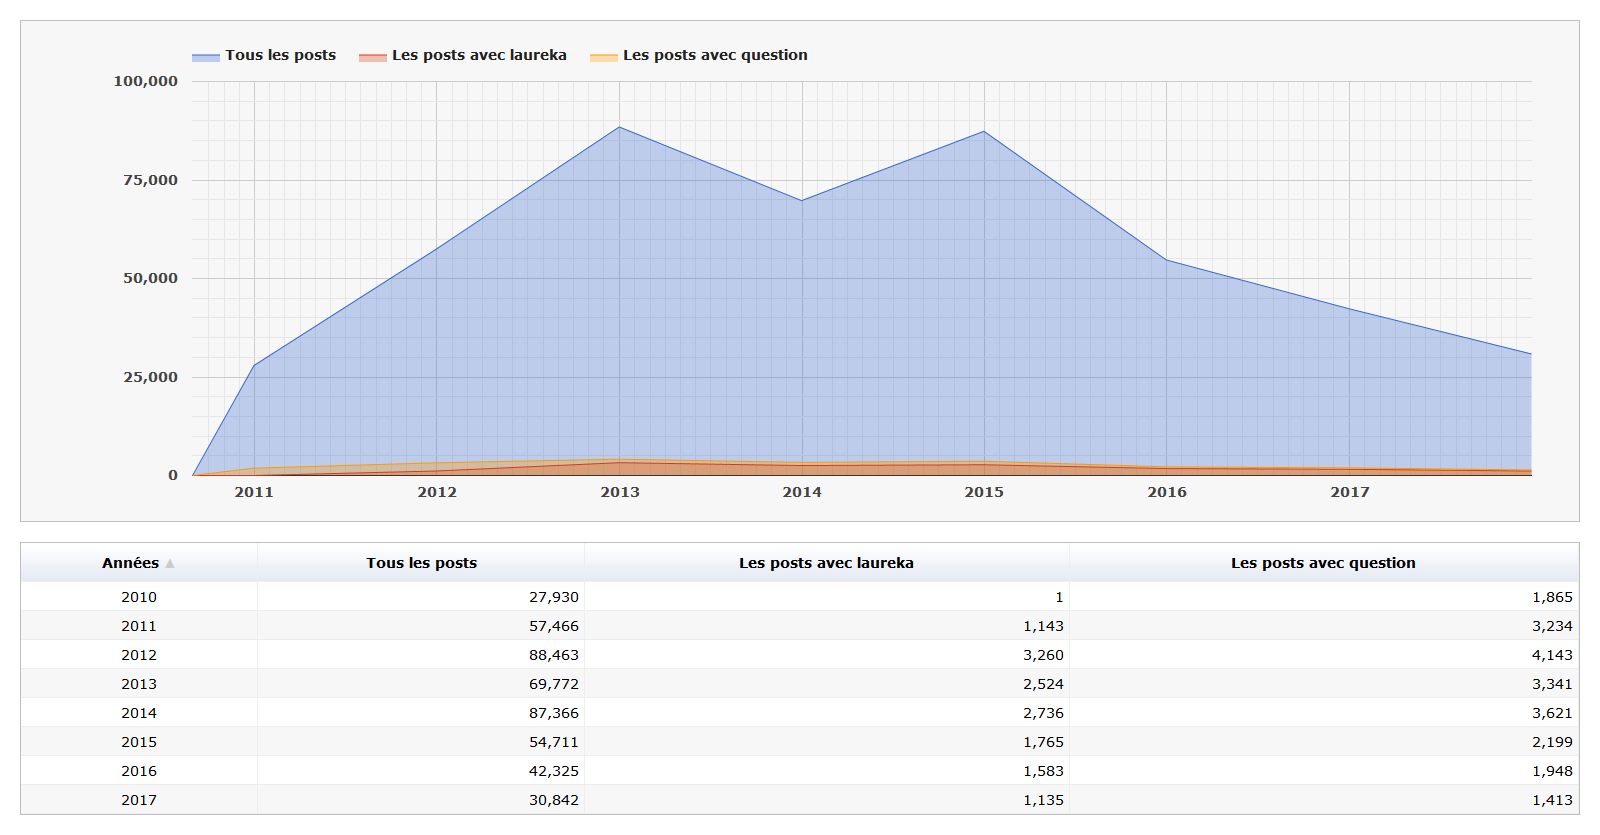 Tous les posts Les posts avec laureka Les posts avec question
100,000
75,000
50,000
25,000
0
2011 2012 2013 2014 2015 2016 2017
Années Tous les posts Les posts avec laureka Les posts avec question
2010 27,930 1 1,865
2011 57,466 1,143 3,234
2012 88,463 3,260 4,143
2013 69,772 2,524 3,341
2014 87,366 2,736 3,621
2015 54,711 1,765 2,199
2016 42,325 1,583 1,948
2017 30,842 1,135 1,413